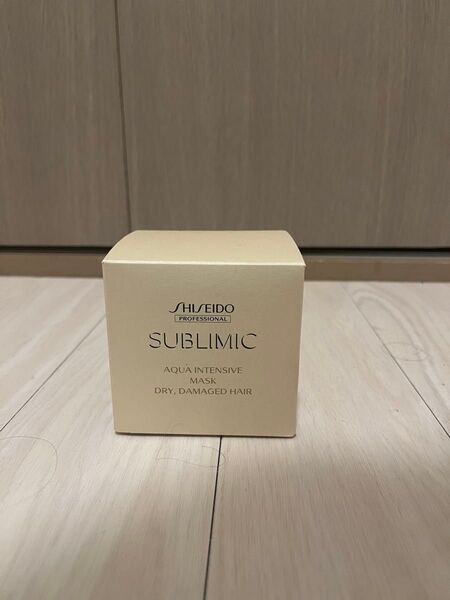 SHISEIDO
PROFESSIONAL
SUBLIMIC
AQUA INTENSIVE
MASK
DRY, DAMAGED HAIR